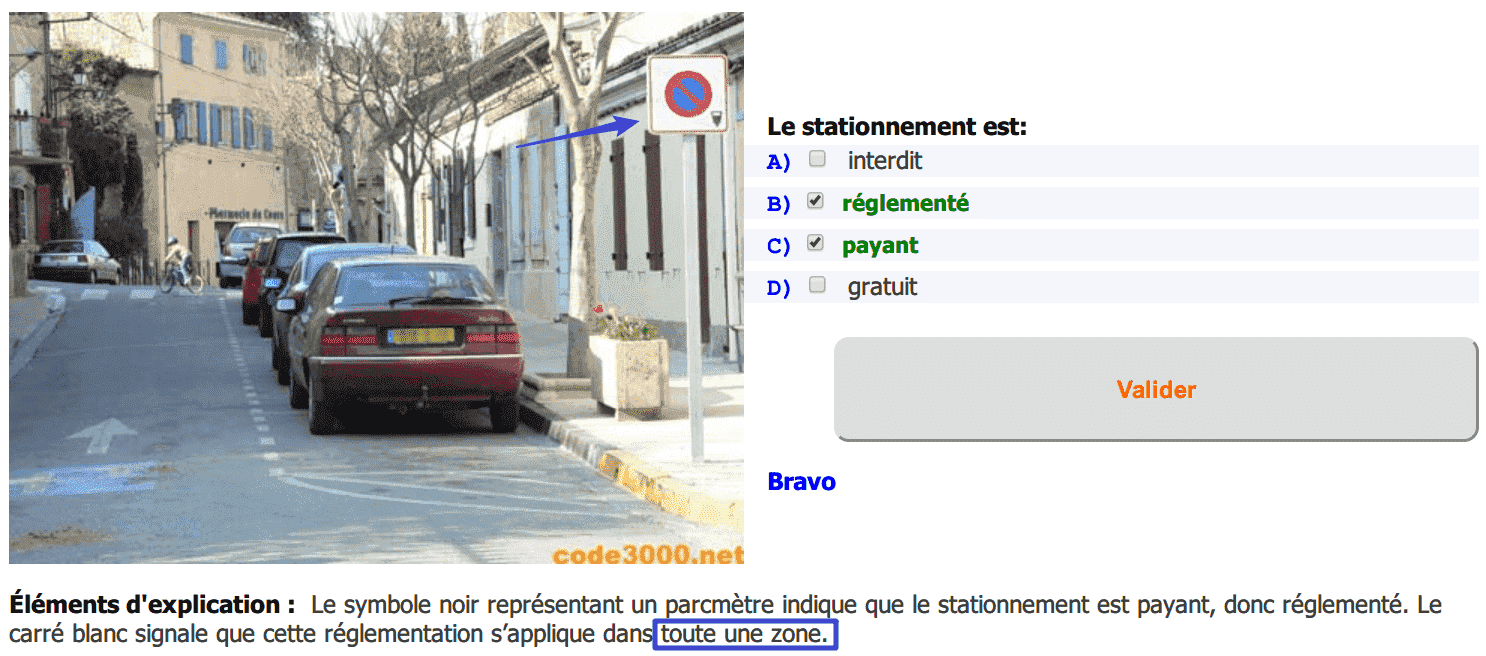 Pharmacie du Cours
code3000.net
Le stationnement est:
A) interdit
B) réglementé
C) payant
D) gratuit
Valider
Bravo
Éléments d'explication : Le symbole noir représentant un parcmètre indique que le stationnement est payant, donc réglementé. Le
carré blanc signale que cette réglementation s’applique dans toute une zone.